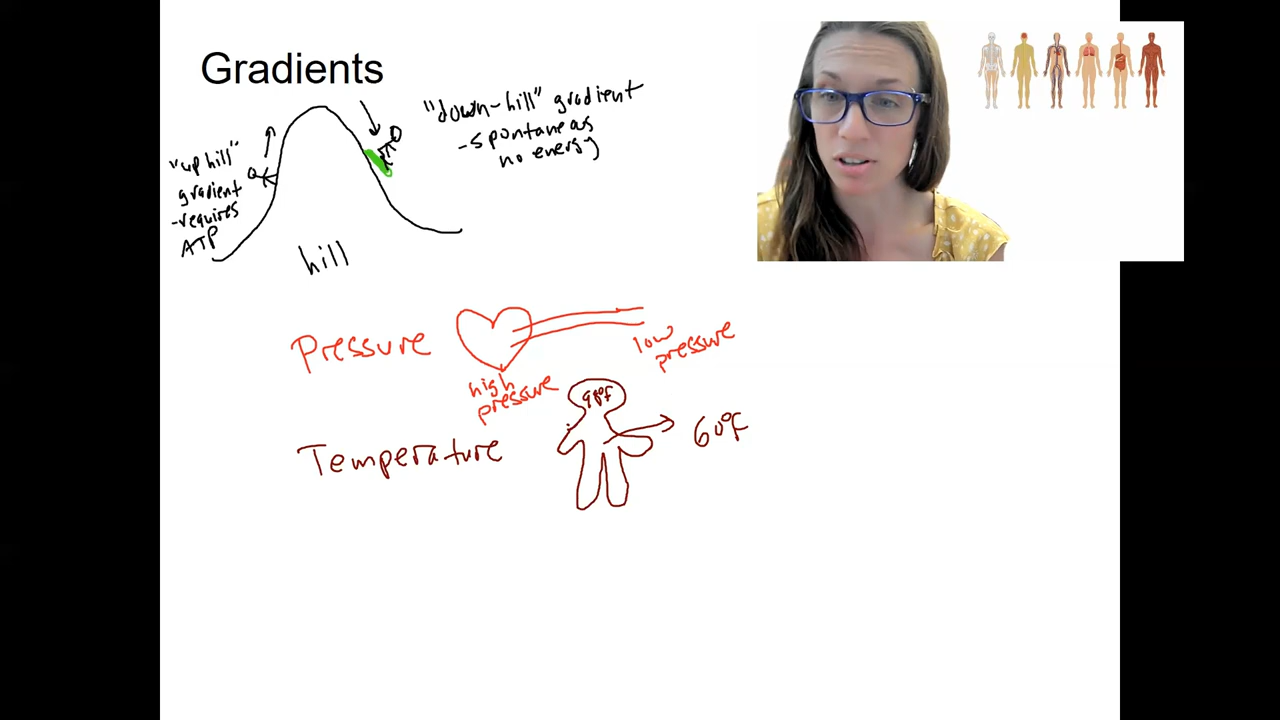 Gradients
"up hill"
gradient
-requires
ATP
hill
"down-hill" gradient
-spontaneous
no energy
Pressure
high
pressure
low
pressure
Temperature
98°f
60°f